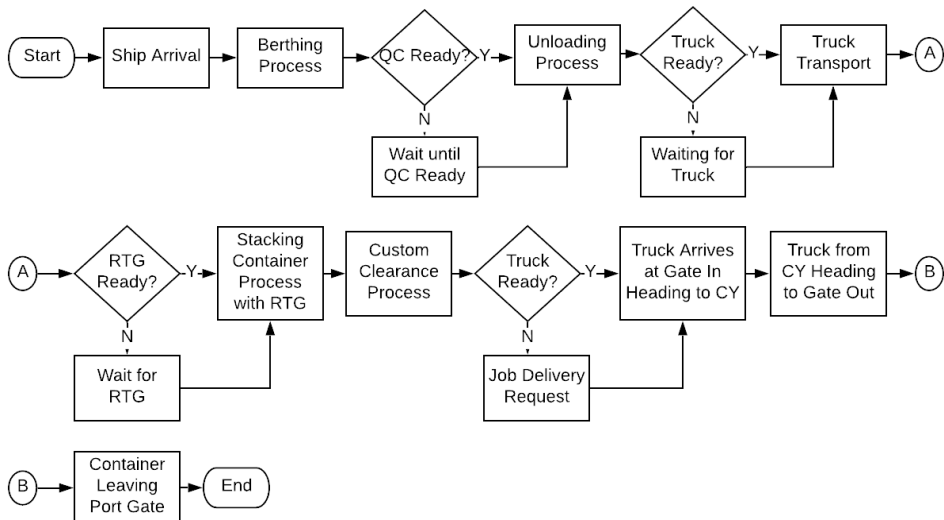 Start
Ship Arrival
Berthing
Process
QC Ready?
Y
N
Wait until
QC Ready
Unloading
Process
Truck
Ready?
Y
N
Waiting for
Truck
Truck
Transport
A
A
RTG
Ready?
Y
N
Wait for
RTG
Stacking
Container
Process
with RTG
Custom
Clearance
Process
Truck
Ready?
Y
N
Job Delivery
Request
Truck Arrives
at Gate In
Heading to CY
Truck from
CY Heading
to Gate Out
B
B
Container
Leaving
Port Gate
End